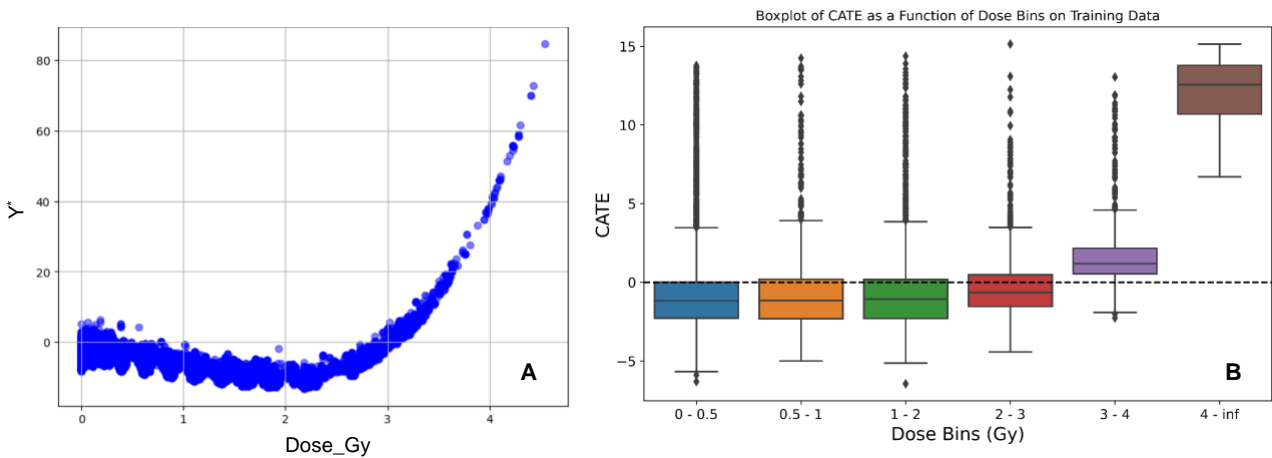 Boxplot of CATE as a Function of Dose Bins on Training Data
80
60
40
20
0
Y*
0 1 2 3 4
Dose_Gy
A
15
10
5
0
−5
CATE
0 - 0.5 0.5 - 1 1 - 2 2 - 3 3 - 4 4 - inf
Dose Bins (Gy)
B